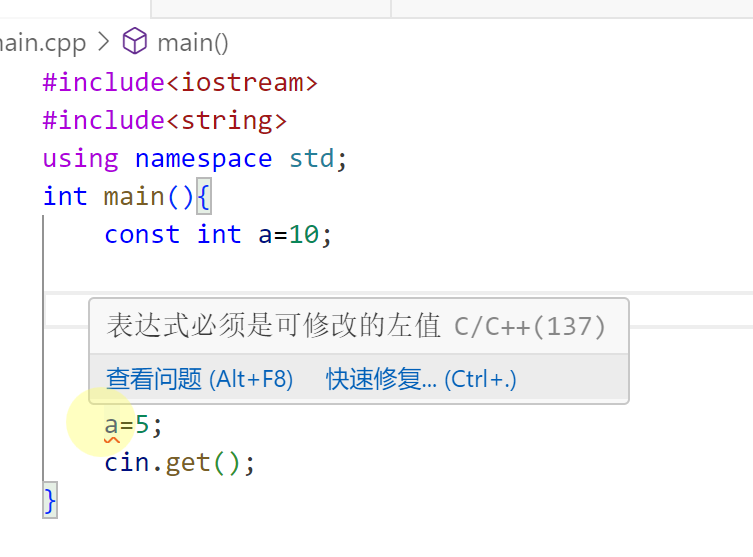 ain.cpp > main()
#include<iostream>
#include<string>
using namespace std;
int main(){
const int a=10;
表达式必须是可修改的左值 C/C++(137)
查看问题 (Alt+F8) 快速修复... (Ctrl+.)
a=5;
cin.get();
}